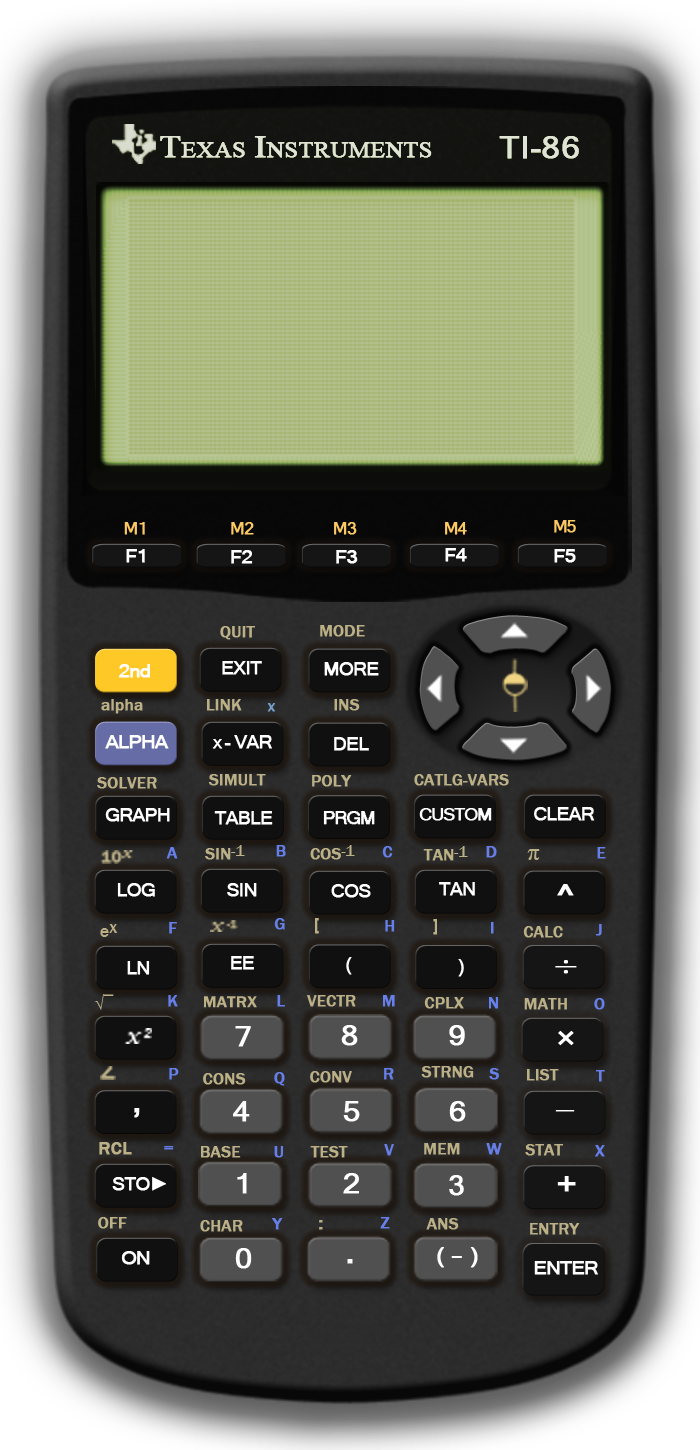 TEXAS INSTRUMENTS TI-86
M1 M2 M3 M4 M5
F1 F2 F3 F4 F5
QUIT MODE
2nd EXIT MORE
alpha LINK x INS
ALPHA x-VAR DEL
SOLVER SIMULT POLY CATLG-VARS
GRAPH TABLE PRGM CUSTOM CLEAR
10ˣ A SIN⁻¹ B COS⁻¹ C TAN⁻¹ D π E
LOG SIN COS TAN ^
eˣ F x⁻¹ G [ H ] I CALC J
LN EE ( ) ÷
√ K MATRX L VECTR M CPLX N MATH O
x² 7 8 9 ×
∠ P CONS Q CONV R STRNG S LIST T
, 4 5 6 −
RCL = BASE U TEST V MEM W STAT X
STO► 1 2 3 +
OFF CHAR Y : Z ANS ENTRY
ON 0 . (-) ENTER